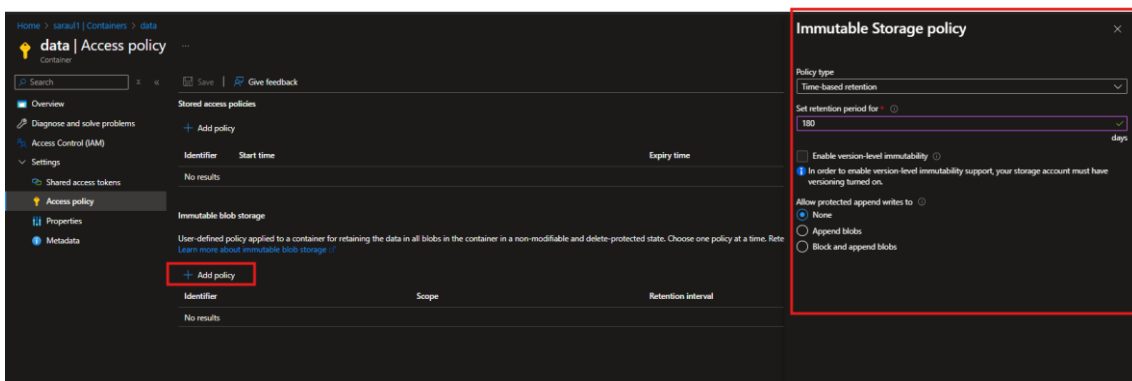 Home > saraul1 | Containers > data
data | Access policy ...
Container
Search
Overview
Diagnose and solve problems
Access Control (IAM)
Settings
Shared access tokens
Access policy
Properties
Metadata
Save | Give feedback
Stored access policies
+ Add policy
Identifier Start time Expiry time
No results
Immutable blob storage
User-defined policy applied to a container for retaining the data in all blobs in the container in a non-modifiable and delete-protected state. Choose one policy at a time. Rete
Learn more about immutable blob storage
+ Add policy
Identifier Scope Retention interval
No results
Immutable Storage policy
Policy type
Time-based retention
Set retention period for *
180
days
Enable version-level immutability
In order to enable version-level immutability support, your storage account must have
versioning turned on.
Allow protected append writes to
None
Append blobs
Block and append blobs